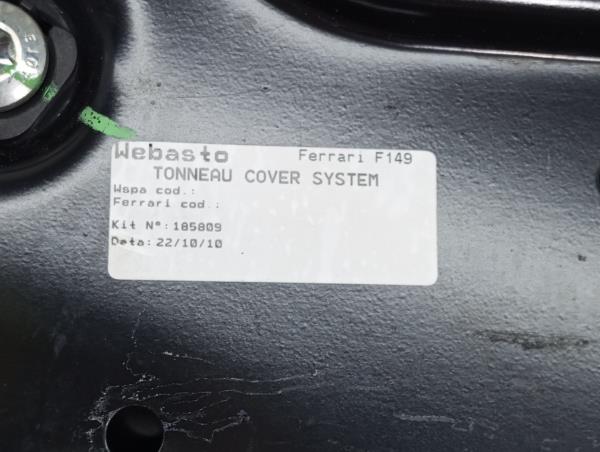 Webasto Ferrari F149
TONNEAU COVER SYSTEM
Wspa cod.:
Ferrari cod.:
Kit N°: 185809
Data: 22/10/10